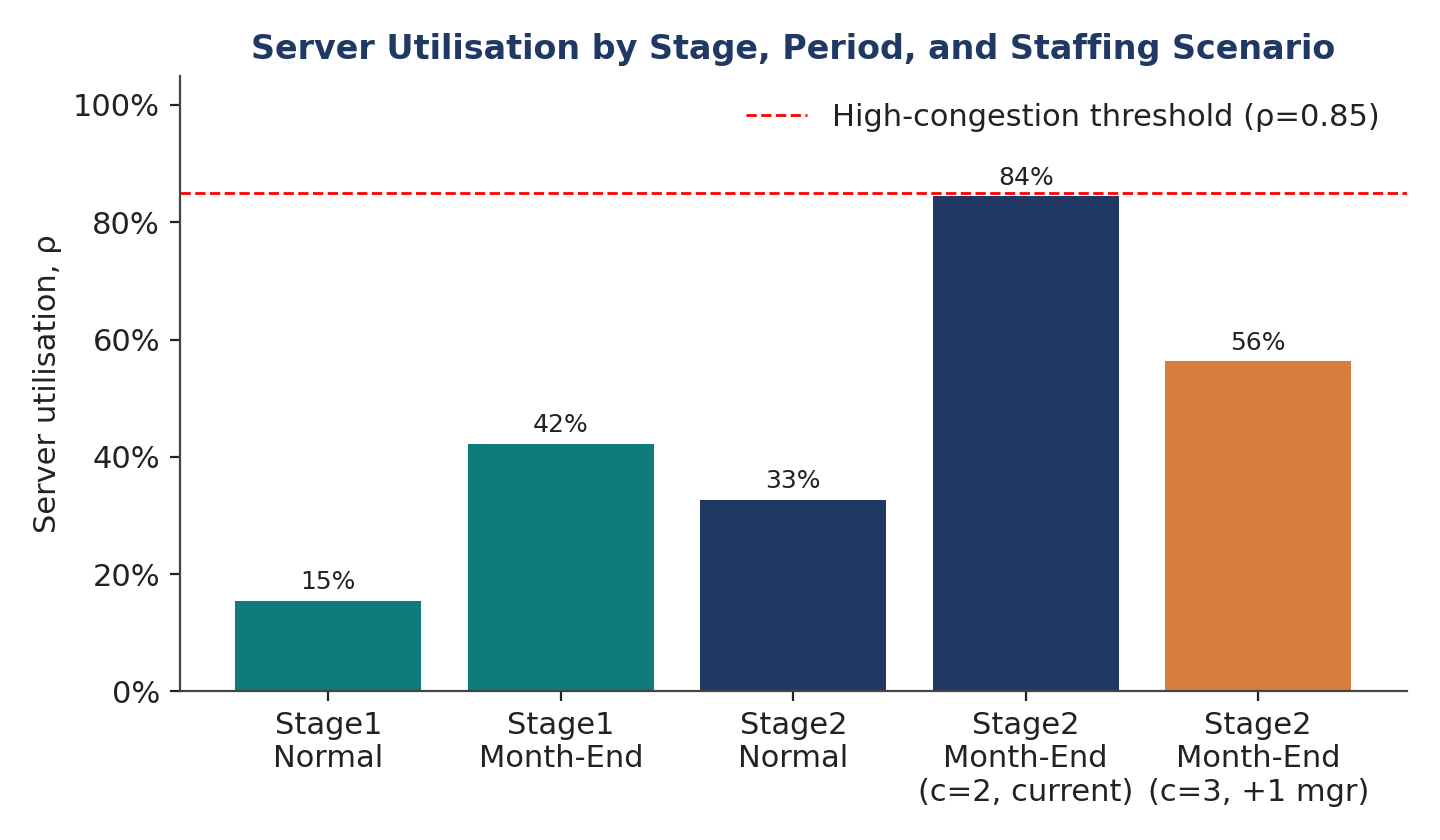 Server Utilisation by Stage, Period, and Staffing Scenario
High-congestion threshold (ρ=0.85)
Server utilisation, ρ
100%
80%
60%
40%
20%
0%
15%
42%
33%
84%
56%
Stage1
Normal
Stage1
Month-End
Stage2
Normal
Stage2
Month-End
(c=2, current)
Stage2
Month-End
(c=3, +1 mgr)